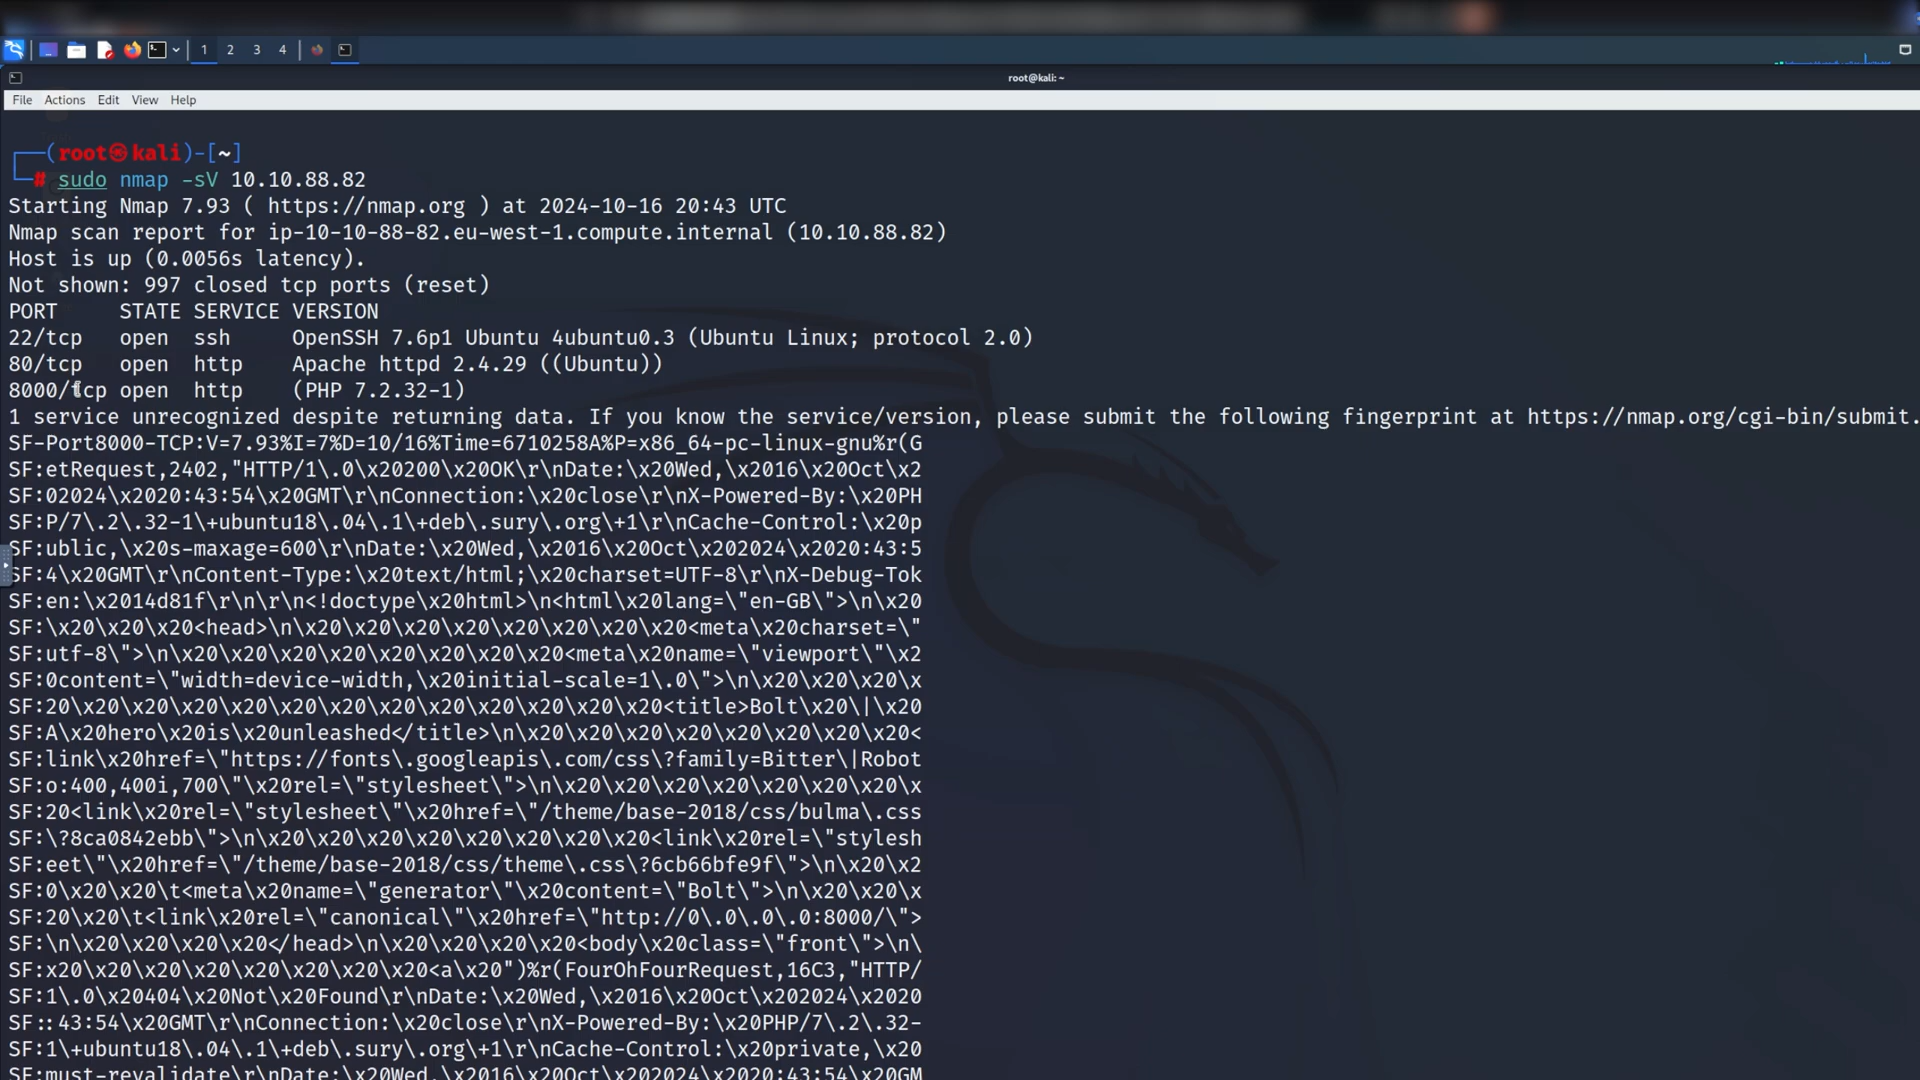 1 2 3 4
root@kali: ~
File Actions Edit View Help
┌──(root㉿kali)-[~]
└─# sudo nmap -sV 10.10.88.82
Starting Nmap 7.93 ( https://nmap.org ) at 2024-10-16 20:43 UTC
Nmap scan report for ip-10-10-88-82.eu-west-1.compute.internal (10.10.88.82)
Host is up (0.0056s latency).
Not shown: 997 closed tcp ports (reset)
PORT     STATE SERVICE VERSION
22/tcp   open  ssh     OpenSSH 7.6p1 Ubuntu 4ubuntu0.3 (Ubuntu Linux; protocol 2.0)
80/tcp   open  http    Apache httpd 2.4.29 ((Ubuntu))
8000/tcp open  http    (PHP 7.2.32-1)
1 service unrecognized despite returning data. If you know the service/version, please submit the following fingerprint at https://nmap.org/cgi-bin/submit.
SF-Port8000-TCP:V=7.93%I=7%D=10/16%Time=6710258A%P=x86_64-pc-linux-gnu%r(G
SF:etRequest,2402,"HTTP/1\.0\x20200\x20OK\r\nDate:\x20Wed,\x2016\x20Oct\x2
SF:02024\x2020:43:54\x20GMT\r\nConnection:\x20close\r\nX-Powered-By:\x20PH
SF:P/7\.2\.32-1\+ubuntu18\.04\.1\+deb\.sury\.org\+1\r\nCache-Control:\x20p
SF:ublic,\x20s-maxage=600\r\nDate:\x20Wed,\x2016\x20Oct\x202024\x2020:43:5
SF:4\x20GMT\r\nContent-Type:\x20text/html;\x20charset=UTF-8\r\nX-Debug-Tok
SF:en:\x2014d81f\r\n\r\n<!doctype\x20html>\n<html\x20lang=\"en-GB\">\n\x20
SF:\x20\x20\x20<head>\n\x20\x20\x20\x20\x20\x20\x20\x20<meta\x20charset=\"
SF:utf-8\">\n\x20\x20\x20\x20\x20\x20\x20\x20<meta\x20name=\"viewport\"\x2
SF:0content=\"width=device-width,\x20initial-scale=1\.0\">\n\x20\x20\x20\x
SF:20\x20\x20\x20\x20\x20\x20\x20\x20\x20<title>Bolt\x20\|\x20
SF:A\x20hero\x20is\x20unleashed</title>\n\x20\x20\x20\x20\x20\x20\x20\x20<
SF:link\x20href=\"https://fonts\.googleapis\.com/css\?family=Bitter\|Robot
SF:o:400,400i,700\"\x20rel=\"stylesheet\">\n\x20\x20\x20\x20\x20\x20\x20\x
SF:20<link\x20rel=\"stylesheet\"\x20href=\"/theme/base-2018/css/bulma\.css
SF:\?8ca0842ebb\">\n\x20\x20\x20\x20\x20\x20\x20\x20<link\x20rel=\"stylesh
SF:eet\"\x20href=\"/theme/base-2018/css/theme\.css\?6cb66bfe9f\">\n\x20\x2
SF:0\x20\x20\t<meta\x20name=\"generator\"\x20content=\"Bolt\">\n\x20\x20\x
SF:20\x20\t<link\x20rel=\"canonical\"\x20href=\"http://0\.0\.0\.0:8000/\">
SF:\n\x20\x20\x20\x20</head>\n\x20\x20\x20\x20<body\x20class=\"front\">\n\
SF:x20\x20\x20\x20\x20\x20\x20\x20<a\x20")%r(FourOhFourRequest,16C3,"HTTP/
SF:1\.0\x20404\x20Not\x20Found\r\nDate:\x20Wed,\x2016\x20Oct\x202024\x2020
SF::43:54\x20GMT\r\nConnection:\x20close\r\nX-Powered-By:\x20PHP/7\.2\.32-
SF:1\+ubuntu18\.04\.1\+deb\.sury\.org\+1\r\nCache-Control:\x20private,\x20
SF:must-revalidate\r\nDate:\x20Wed,\x2016\x20Oct\x202024\x2020:43:54\x20GM